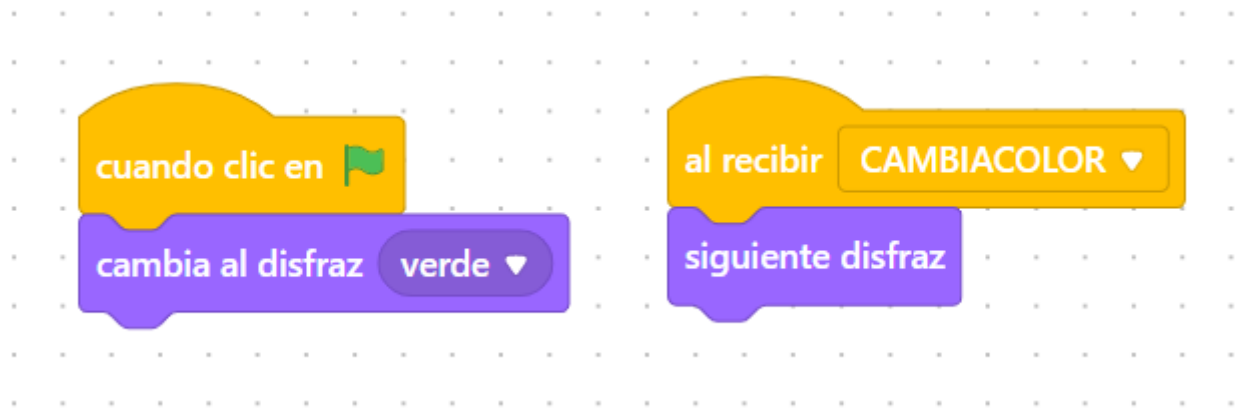 cuando clic en
cambia al disfraz verde
al recibir CAMBIACOLOR
siguiente disfraz